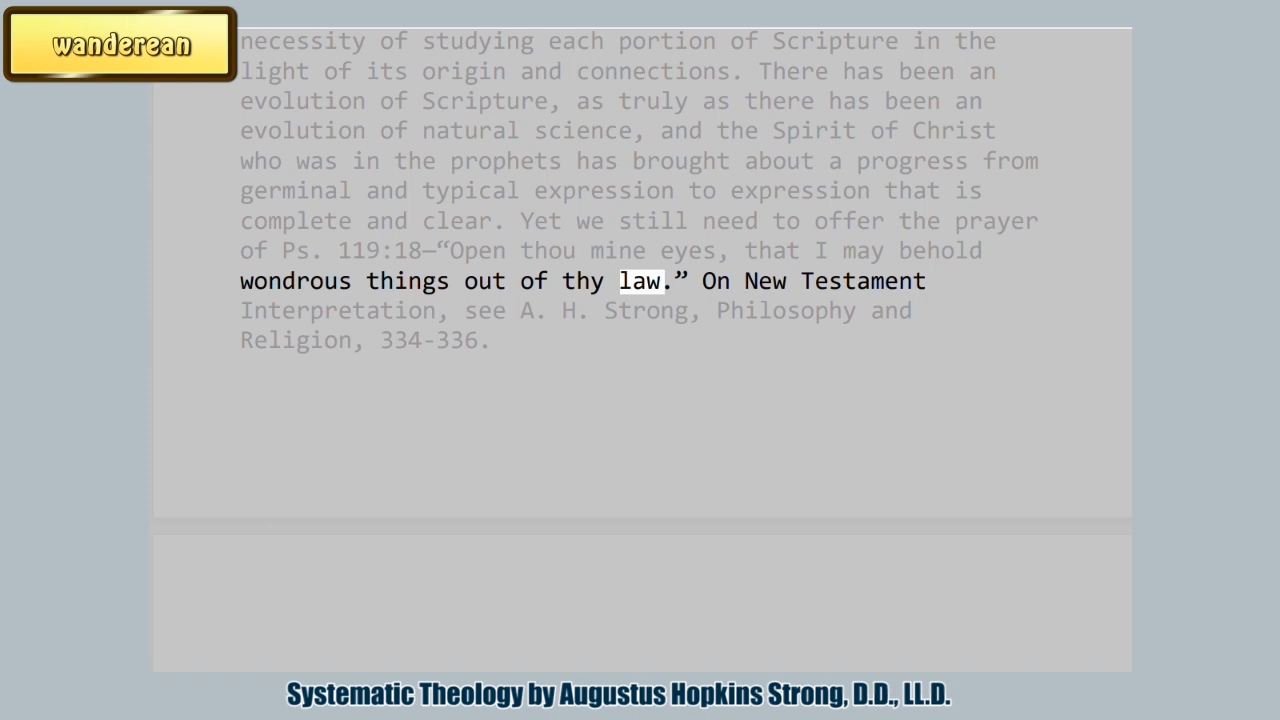 wanderean
necessity of studying each portion of Scripture in the
light of its origin and connections. There has been an
evolution of Scripture, as truly as there has been an
evolution of natural science, and the Spirit of Christ
who was in the prophets has brought about a progress from
germinal and typical expression to expression that is
complete and clear. Yet we still need to offer the prayer
of Ps. 119:18—“Open thou mine eyes, that I may behold
wondrous things out of thy law.” On New Testament
Interpretation, see A. H. Strong, Philosophy and
Religion, 334-336.
Systematic Theology by Augustus Hopkins Strong, D.D., LL.D.